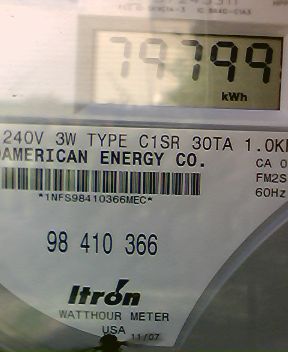 79799
kWh
240V 3W TYPE C1SR 30TA 1.0K
AMERICAN ENERGY CO.
CA 0
FM2S
60Hz
*1NFS98410366MEC*
98 410 366
Itrón
WATTHOUR METER
USA 11/07